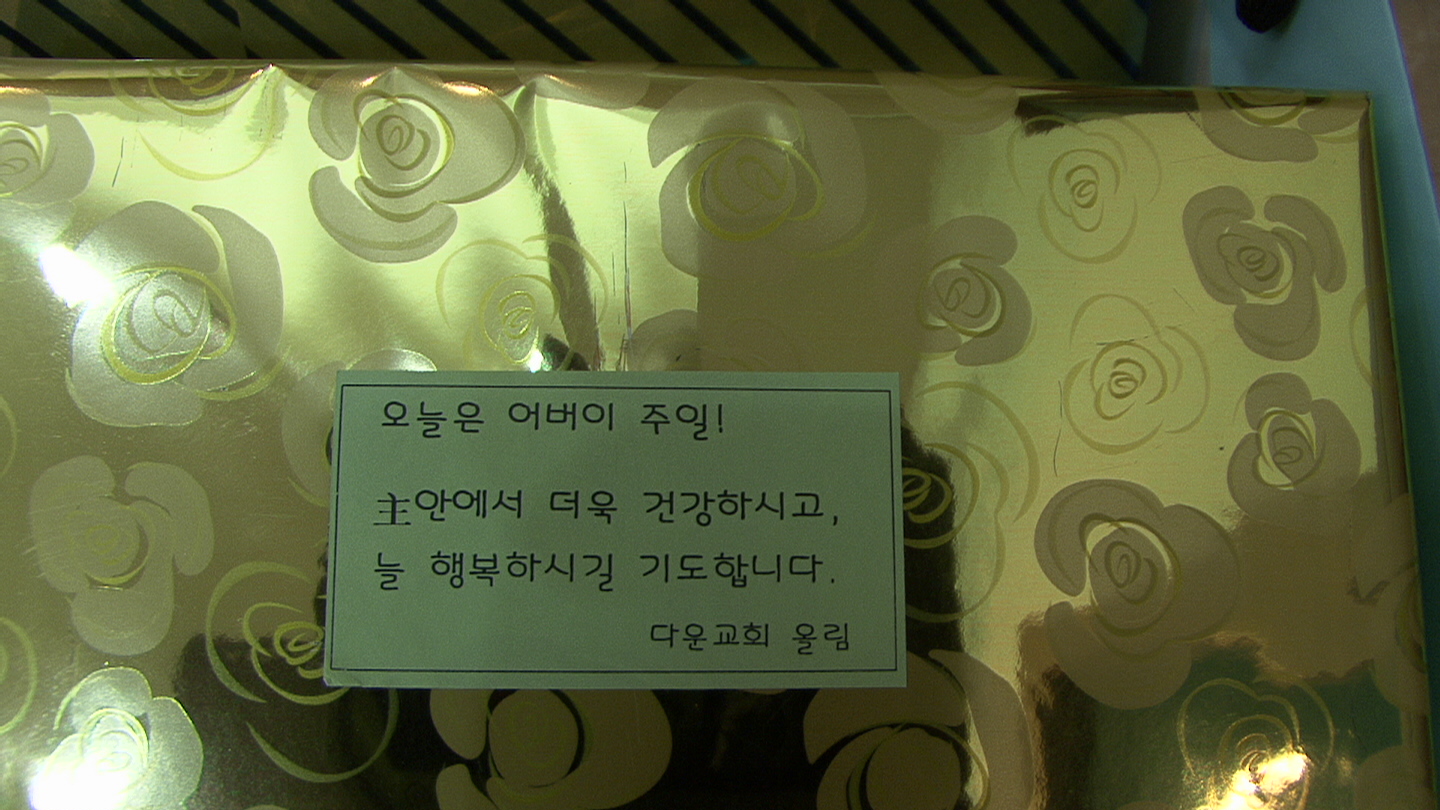 오늘은 어버이 주일!
主안에서 더욱 건강하시고,
늘 행복하시길 기도합니다.
다운교회 올림